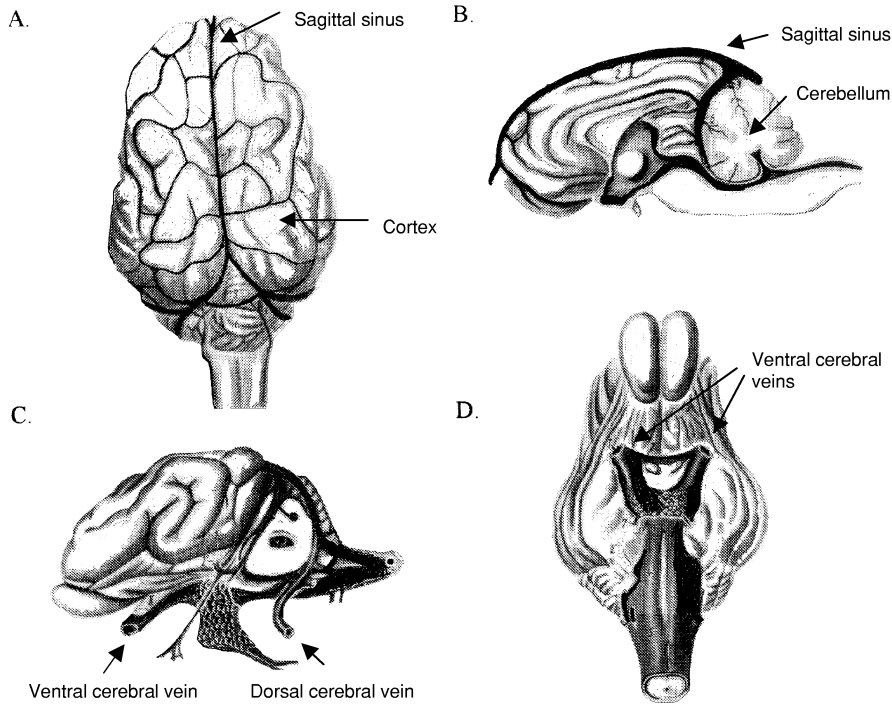 A.
Sagittal sinus
Cortex
B.
Sagittal sinus
Cerebellum
C.
Ventral cerebral vein
Dorsal cerebral vein
D.
Ventral cerebral
veins